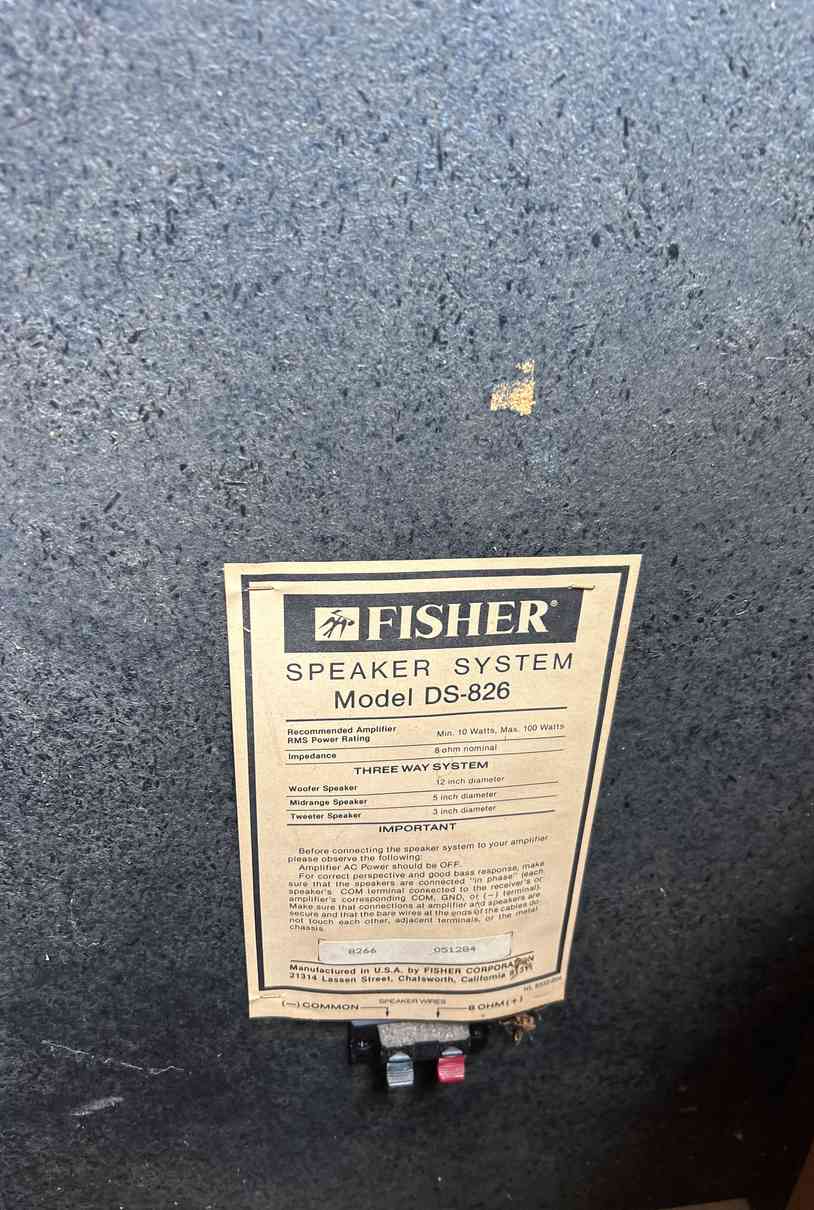 FISHER®
SPEAKER SYSTEM
Model DS-826
Recommended Amplifier
RMS Power Rating Min. 10 Watts, Max. 100 Watts
Impedance 8 ohm nominal
THREE WAY SYSTEM
Woofer Speaker 12 inch diameter
Midrange Speaker 5 inch diameter
Tweeter Speaker 3 inch diameter
IMPORTANT
Before connecting the speaker system to your amplifier
please observe the following:
Amplifier AC Power should be OFF.
For correct perspective and good bass response, make
sure that the speakers are connected "in phase" (each
speaker's COM terminal connected to the receiver's or
amplifier's corresponding COM, GND, or (−) terminal).
Make sure that connections at amplifier and speakers are
secure and that the bare wires at the ends of the cables do
not touch each other, adjacent terminals, or the metal
chassis.
8266 051284
Manufactured in U.S.A. by FISHER CORPORATION
21314 Lassen Street, Chatsworth, California 91311
(—) COMMON SPEAKER WIRES 8 OHM (+)